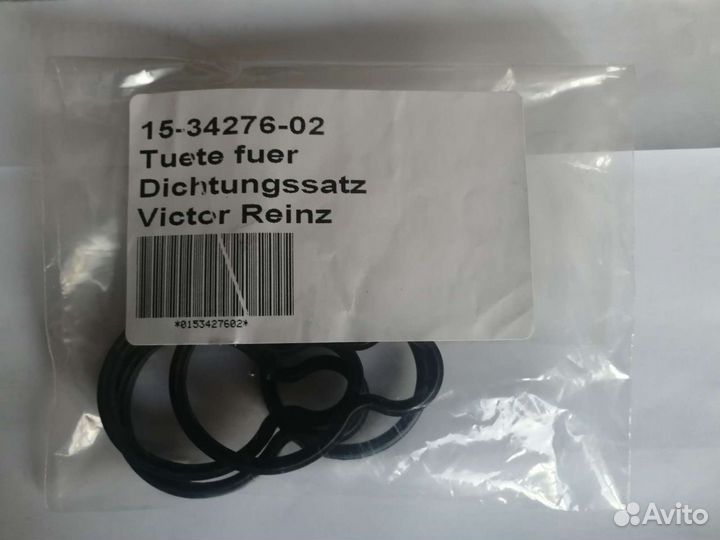 15-34276-02
Tuete fuer
Dichtungssatz
Victor Reinz
*0153427602*
Avito